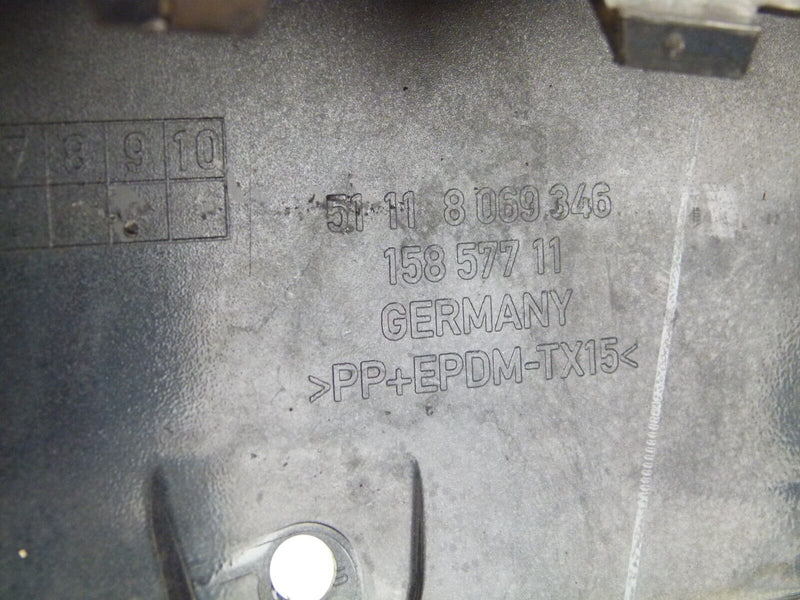 7 8 9 10
51 11 8 069 346
158 577 11
GERMANY
>PP+EPDM-TX15<